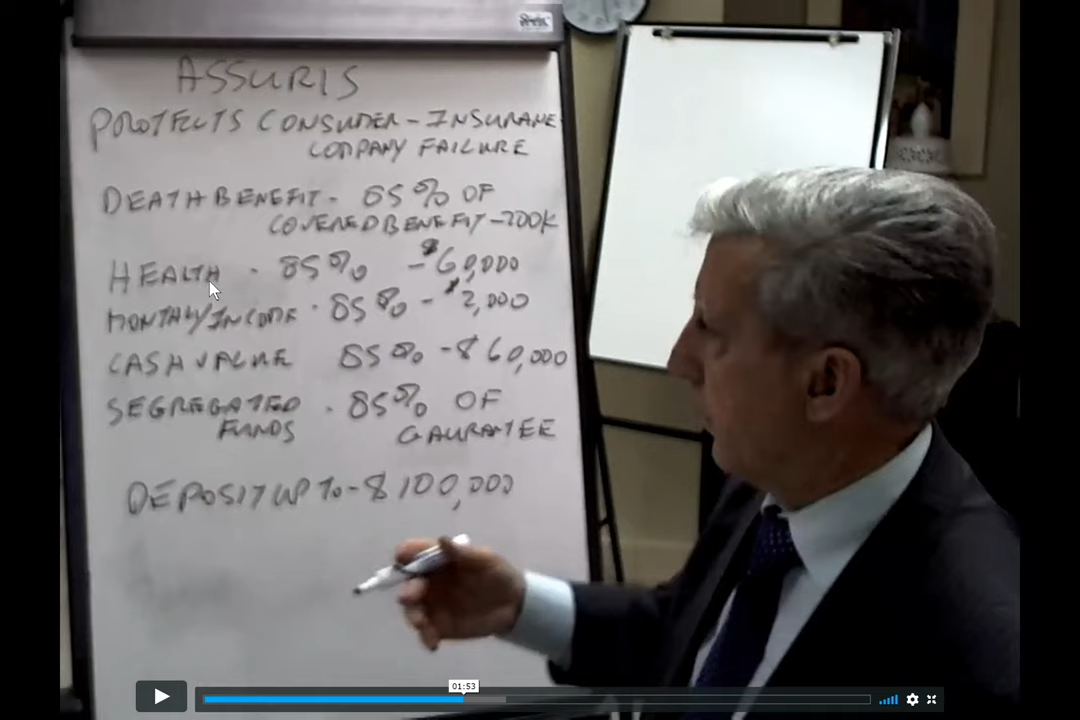 ASSURIS
PROTECTS CONSUMER - INSURANE
COMPANY FAILURE
DEATH BENEFIT - 85% OF
COVERED BENEFIT - 200K
HEALTH - 85% - $60,000
MONTHLY/INCOME - 85% - $2,000
CASH VALUE 85% - $60,000
SEGREGATED - 85% OF
FUNDS GAURANTEE
DEPOSIT UP TO - $100,000
01:53